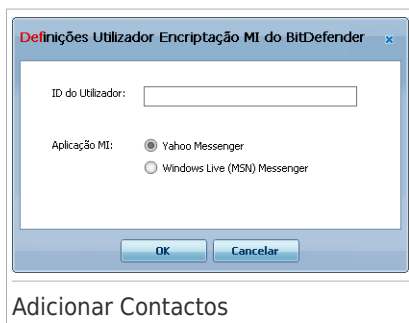 Definições Utilizador Encriptação MI do BitDefender
ID do Utilizador:
Aplicação MI:
Yahoo Messenger
Windows Live (MSN) Messenger
OK
Cancelar
Adicionar Contactos